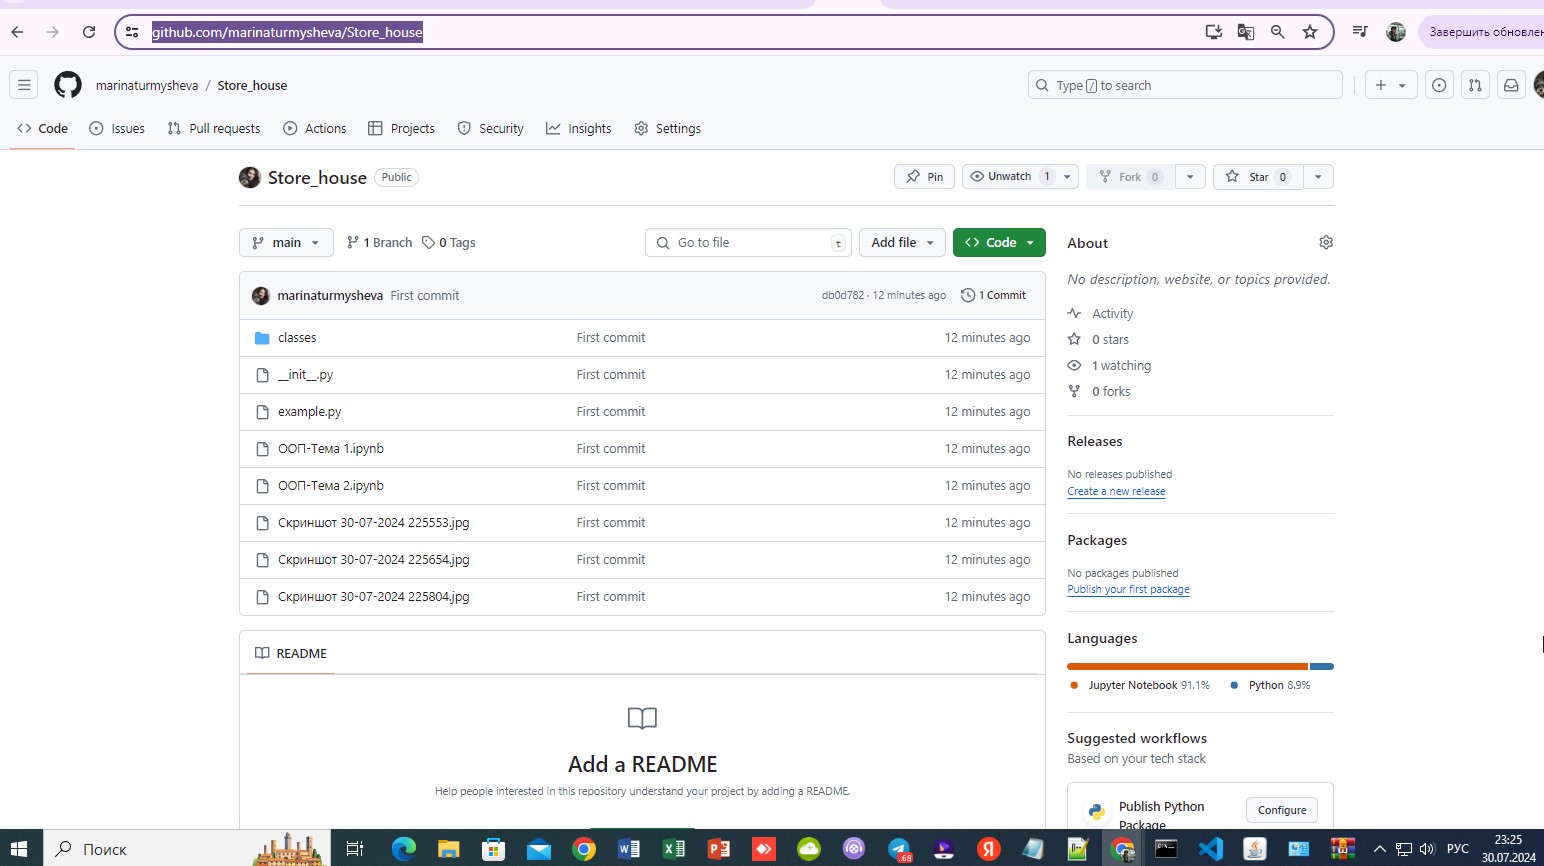 github.com/marinaturmysheva/Store_house
Завершить обновлен
marinaturmysheva / Store_house
Type / to search
Code Issues Pull requests Actions Projects Security Insights Settings
Store_house Public
Pin Unwatch 1 Fork 0 Star 0
main 1 Branch 0 Tags Go to file t Add file Code
marinaturmysheva First commit db0d782 · 12 minutes ago 1 Commit
classes First commit 12 minutes ago
__init__.py First commit 12 minutes ago
example.py First commit 12 minutes ago
ООП-Тема 1.ipynb First commit 12 minutes ago
ООП-Тема 2.ipynb First commit 12 minutes ago
Скриншот 30-07-2024 225553.jpg First commit 12 minutes ago
Скриншот 30-07-2024 225654.jpg First commit 12 minutes ago
Скриншот 30-07-2024 225804.jpg First commit 12 minutes ago
README
Add a README
Help people interested in this repository understand your project by adding a README.
About
No description, website, or topics provided.
Activity
0 stars
1 watching
0 forks
Releases
No releases published
Create a new release
Packages
No packages published
Publish your first package
Languages
Jupyter Notebook 91.1% Python 8.9%
Suggested workflows
Based on your tech stack
Publish Python
Package
Configure
Поиск
.68
РУС
23:25
30.07.2024